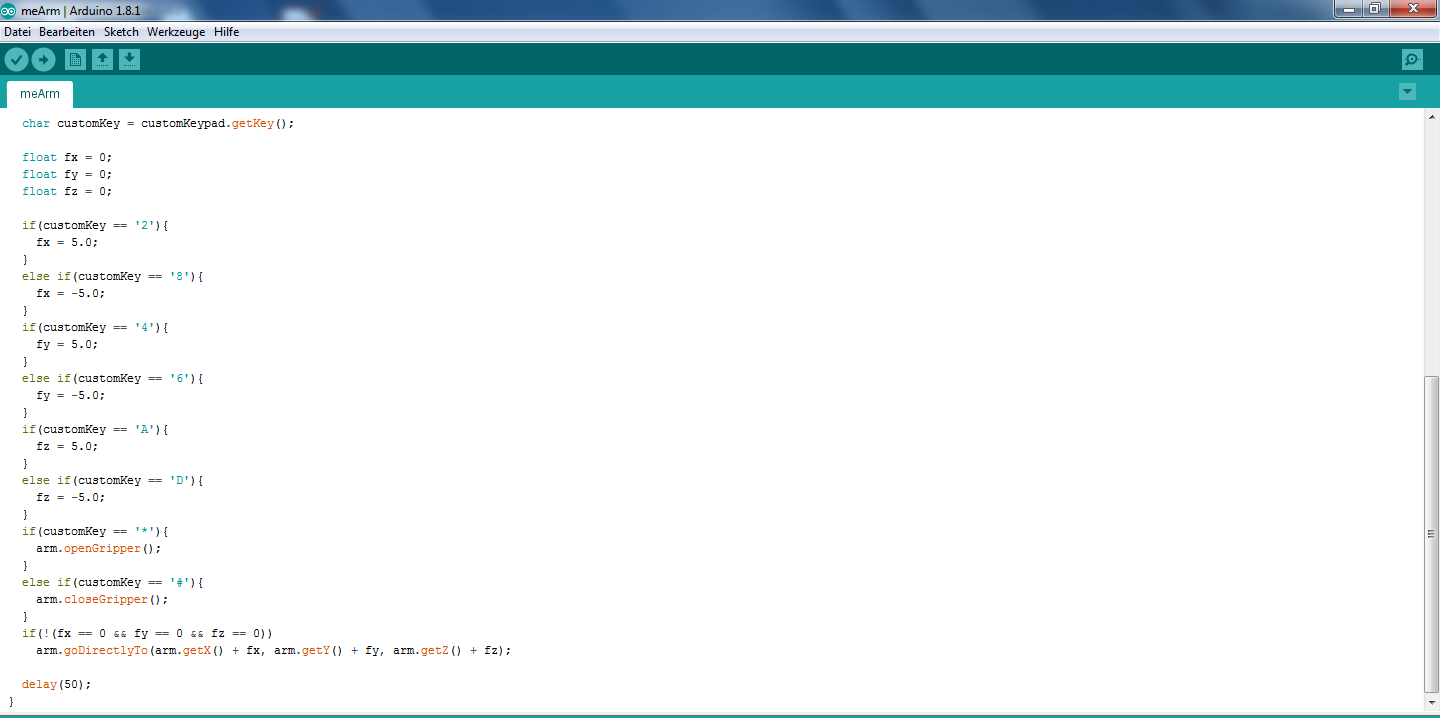 meArm | Arduino 1.8.1
Datei Bearbeiten Sketch Werkzeuge Hilfe
meArm
char customKey = customKeypad.getKey();
float fx = 0;
float fy = 0;
float fz = 0;
if(customKey == '2'){
fx = 5.0;
}
else if(customKey == '8'){
fx = -5.0;
}
if(customKey == '4'){
fy = 5.0;
}
else if(customKey == '6'){
fy = -5.0;
}
if(customKey == 'A'){
fz = 5.0;
}
else if(customKey == 'D'){
fz = -5.0;
}
if(customKey == '*'){
arm.openGripper();
}
else if(customKey == '#'){
arm.closeGripper();
}
if(!(fx == 0 && fy == 0 && fz == 0))
arm.goDirectlyTo(arm.getX() + fx, arm.getY() + fy, arm.getZ() + fz);
delay(50);
}